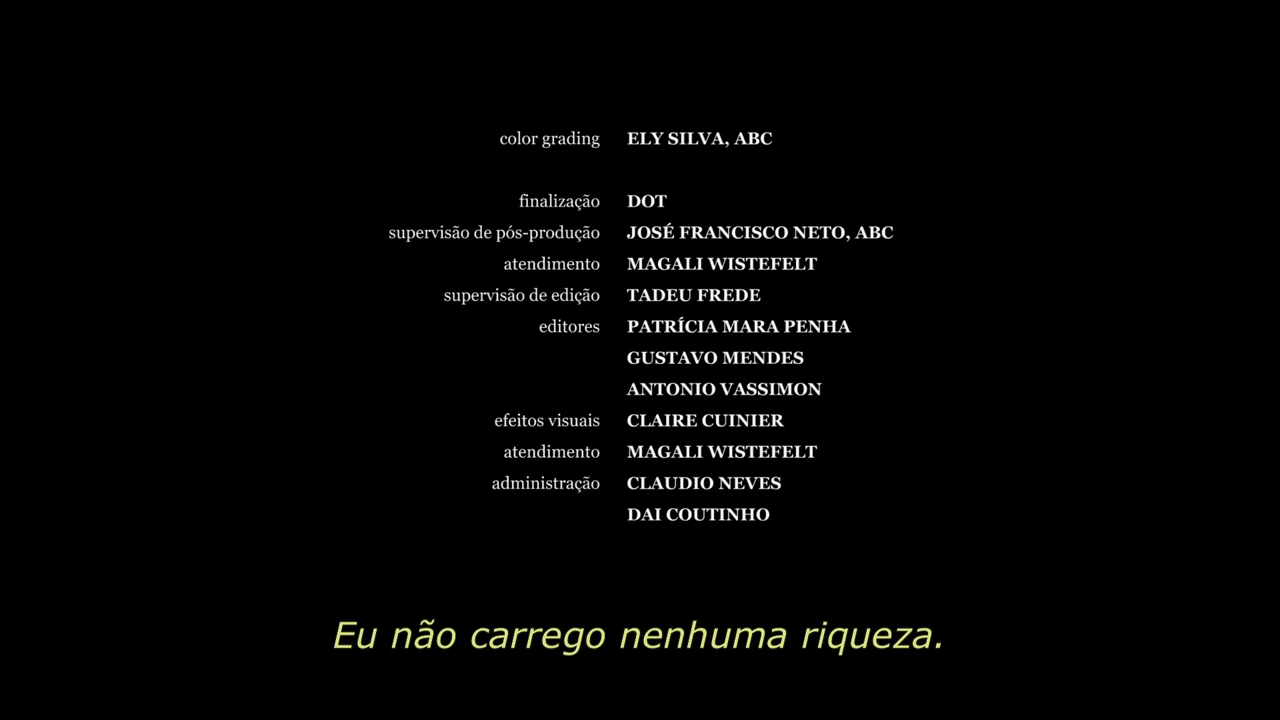 color grading ELY SILVA, ABC
finalização DOT
supervisão de pós-produção JOSÉ FRANCISCO NETO, ABC
atendimento MAGALI WISTEFELT
supervisão de edição TADEU FREDE
editores PATRÍCIA MARA PENHA
GUSTAVO MENDES
ANTONIO VASSIMON
efeitos visuais CLAIRE CUINIER
atendimento MAGALI WISTEFELT
administração CLAUDIO NEVES
DAI COUTINHO
Eu não carrego nenhuma riqueza.